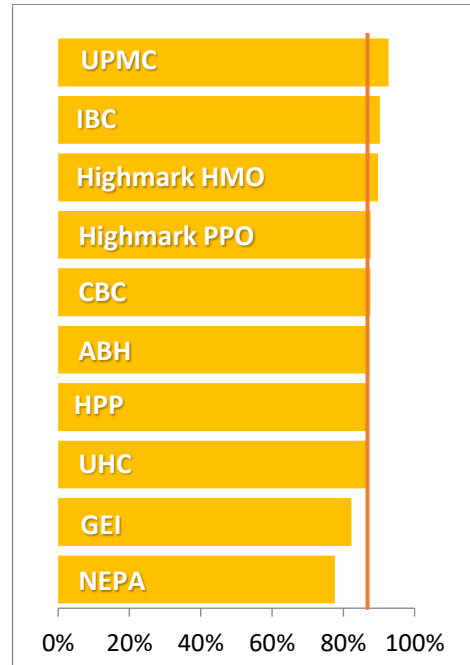 UPMC
IBC
Highmark HMO
Highmark PPO
CBC
ABH
HPP
UHC
GEI
NEPA
0% 20% 40% 60% 80% 100%